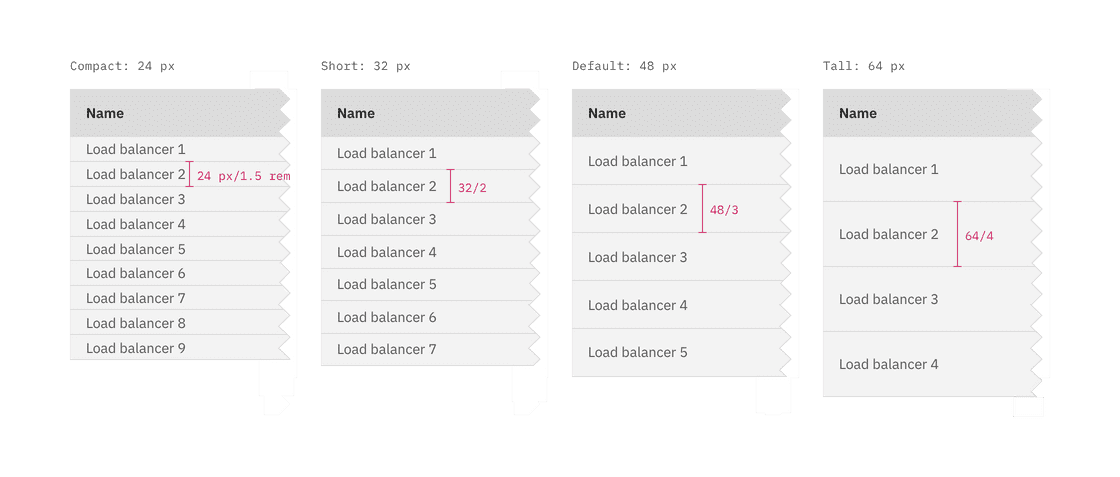 Compact: 24 px
Name
Load balancer 1
Load balancer 2
24 px/1.5 rem
Load balancer 3
Load balancer 4
Load balancer 5
Load balancer 6
Load balancer 7
Load balancer 8
Load balancer 9
Short: 32 px
Name
Load balancer 1
Load balancer 2
32/2
Load balancer 3
Load balancer 4
Load balancer 5
Load balancer 6
Load balancer 7
Default: 48 px
Name
Load balancer 1
Load balancer 2
48/3
Load balancer 3
Load balancer 4
Load balancer 5
Tall: 64 px
Name
Load balancer 1
Load balancer 2
64/4
Load balancer 3
Load balancer 4